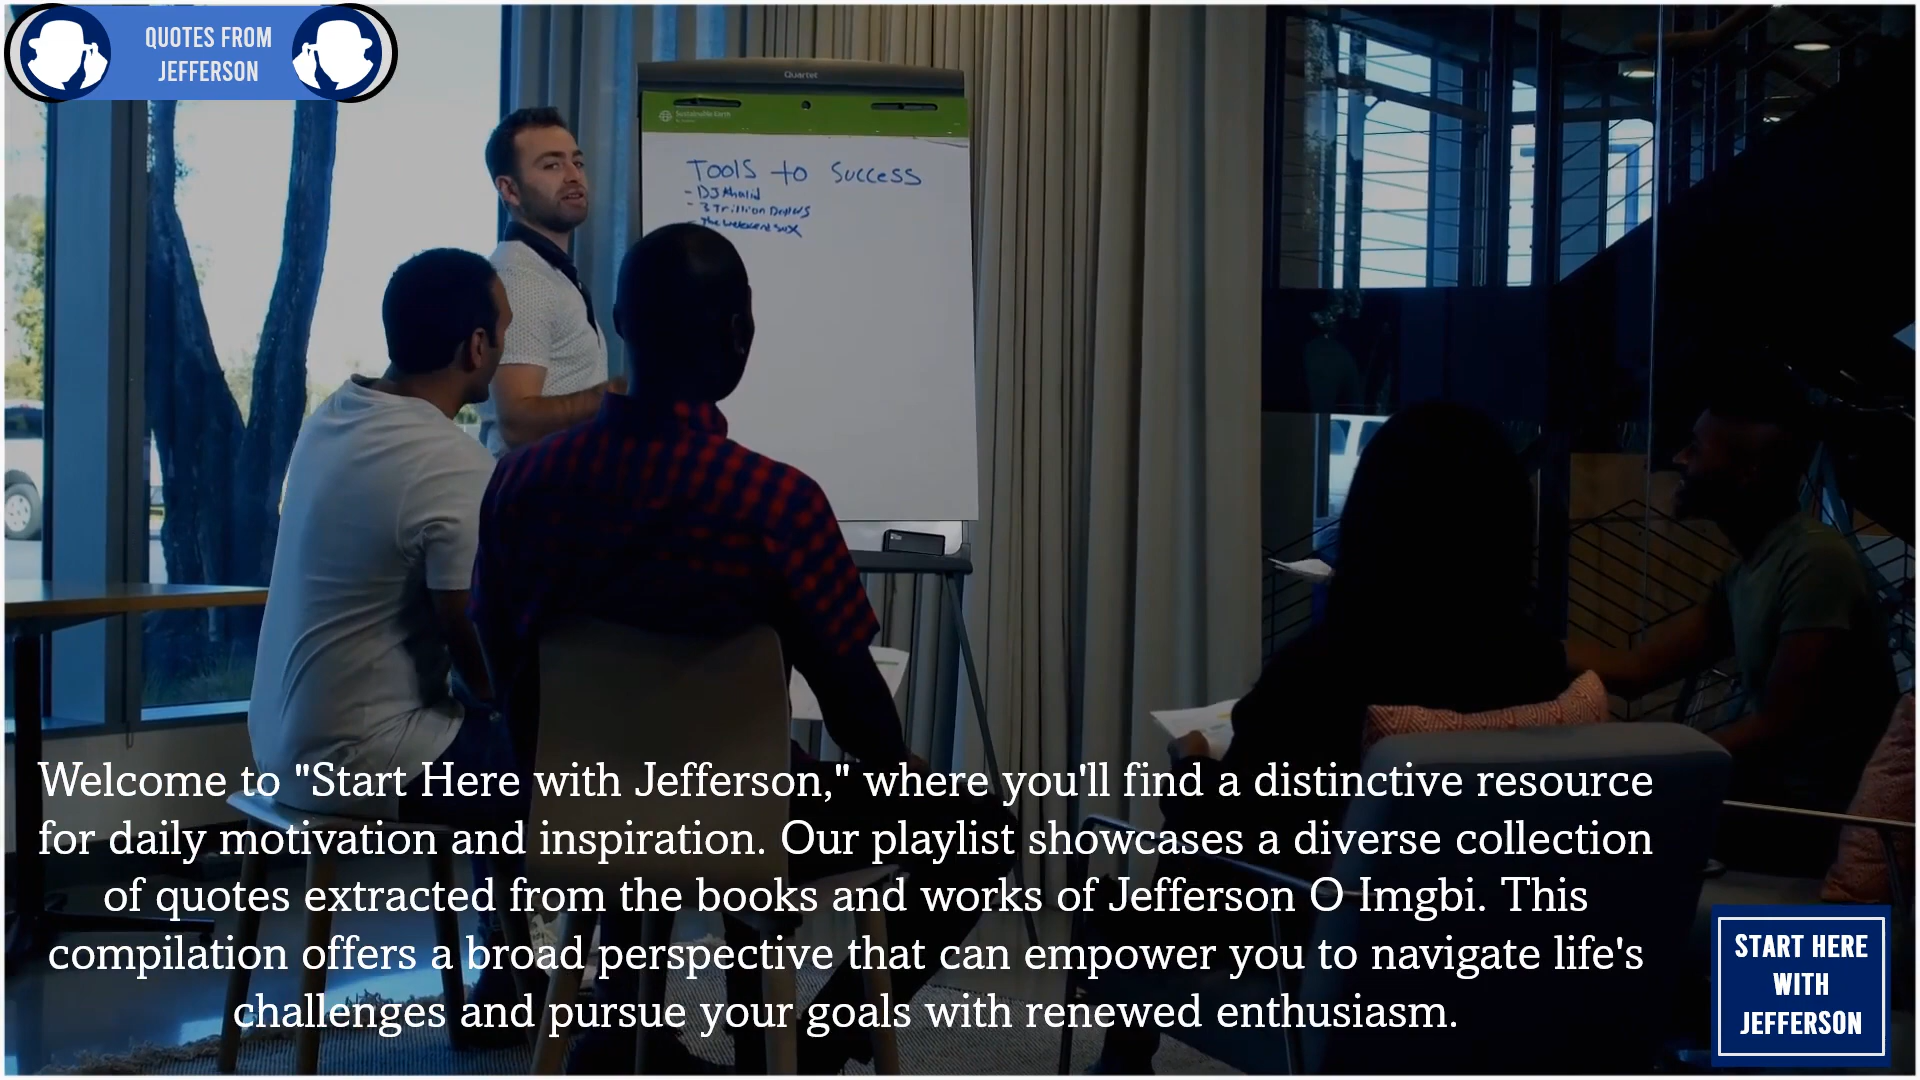 QUOTES FROM
JEFFERSON
Quartet
Sustainable Earth
Tools to Success
- DJ Khalid
- 3 Trillion
Welcome to "Start Here with Jefferson," where you'll find a distinctive resource
for daily motivation and inspiration. Our playlist showcases a diverse collection
of quotes extracted from the books and works of Jefferson O Imgbi. This
compilation offers a broad perspective that can empower you to navigate life's
challenges and pursue your goals with renewed enthusiasm.
START HERE
WITH
JEFFERSON